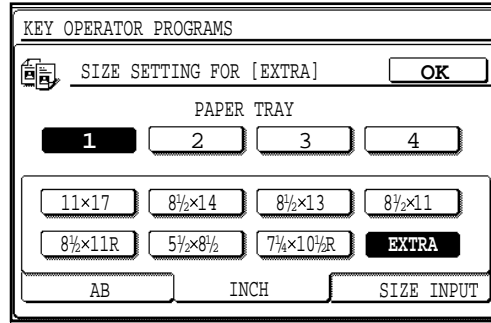 KEY OPERATOR PROGRAMS
SIZE SETTING FOR [EXTRA] OK
PAPER TRAY
1 2 3 4
11×17 8½×14 8½×13 8½×11
8½×11R 5½×8½ 7¼×10½R EXTRA
AB INCH SIZE INPUT